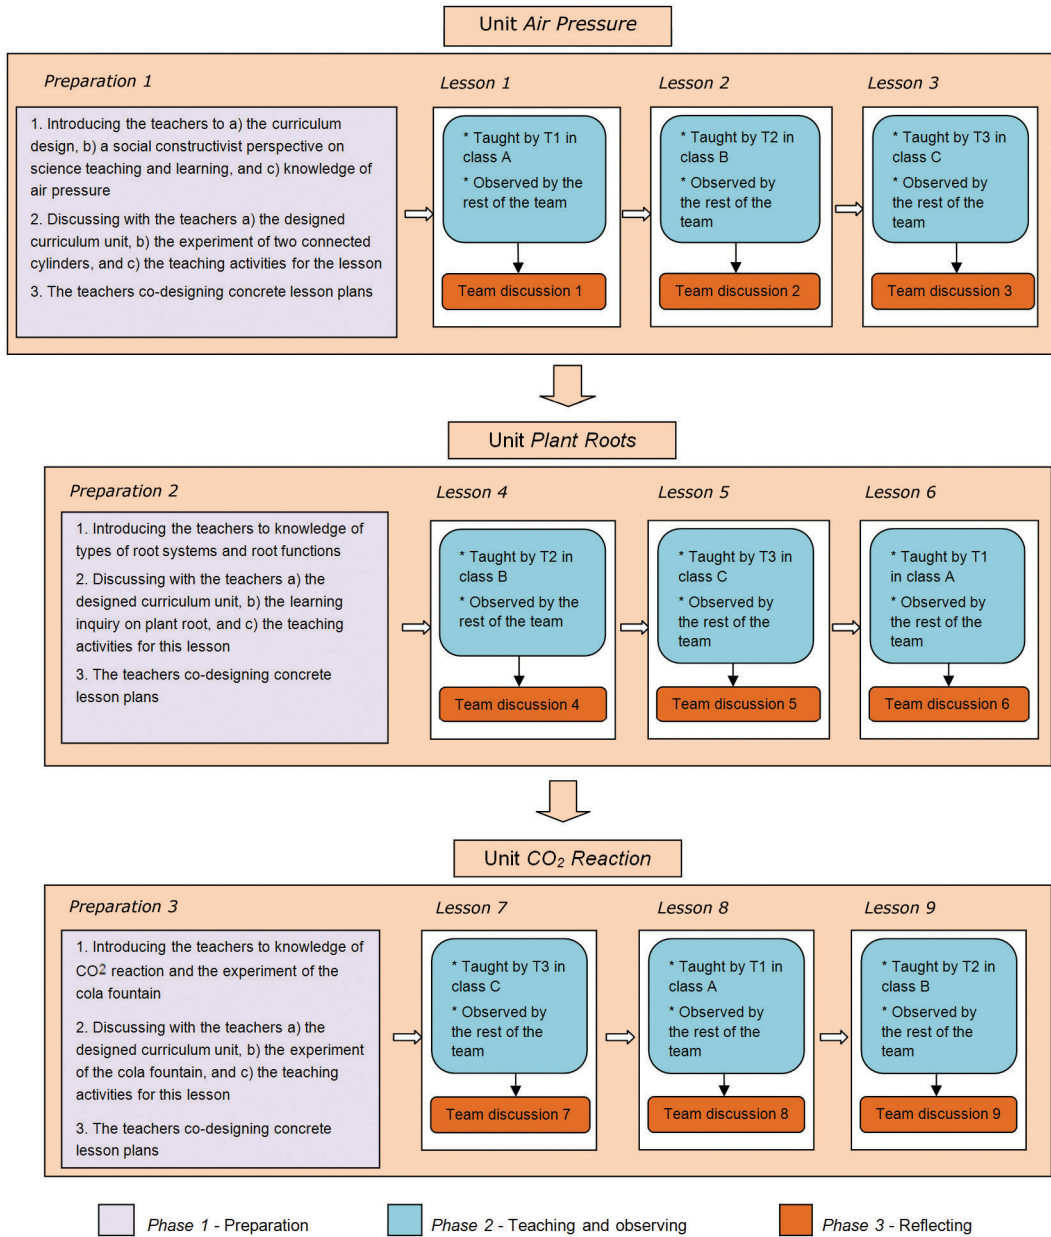 Unit Air Pressure
Preparation 1
1. Introducing the teachers to a) the curriculum
design, b) a social constructivist perspective on
science teaching and learning, and c) knowledge of
air pressure
2. Discussing with the teachers a) the designed
curriculum unit, b) the experiment of two connected
cylinders, and c) the teaching activities for the lesson
3. The teachers co-designing concrete lesson plans
Lesson 1
* Taught by T1 in
class A
* Observed by the
rest of the team
Team discussion 1
Lesson 2
* Taught by T2 in
class B
* Observed by
the rest of the
team
Team discussion 2
Lesson 3
* Taught by T3 in
class C
* Observed by
the rest of the
team
Team discussion 3
Unit Plant Roots
Preparation 2
1. Introducing the teachers to knowledge of
types of root systems and root functions
2. Discussing with the teachers a) the
designed curriculum unit, b) the learning
inquiry on plant root, and c) the teaching
activities for this lesson
3. The teachers co-designing concrete
lesson plans
Lesson 4
* Taught by T2 in
class B
* Observed by the
rest of the team
Team discussion 4
Lesson 5
* Taught by T3 in
class C
* Observed by
the rest of the
team
Team discussion 5
Lesson 6
* Taught by T1
in class A
* Observed by
the rest of the
team
Team discussion 6
Unit CO₂ Reaction
Preparation 3
1. Introducing the teachers to knowledge of
CO² reaction and the experiment of the
cola fountain
2. Discussing with the teachers a) the
designed curriculum unit, b) the experiment
of the cola fountain, and c) the teaching
activities for this lesson
3. The teachers co-designing concrete
lesson plans
Lesson 7
* Taught by T3 in
class C
* Observed by
the rest of the
team
Team discussion 7
Lesson 8
* Taught by T1 in
class A
* Observed by
the rest of the
team
Team discussion 8
Lesson 9
* Taught by T2 in
class B
* Observed by
the rest of the
team
Team discussion 9
Phase 1 - Preparation
Phase 2 - Teaching and observing
Phase 3 - Reflecting